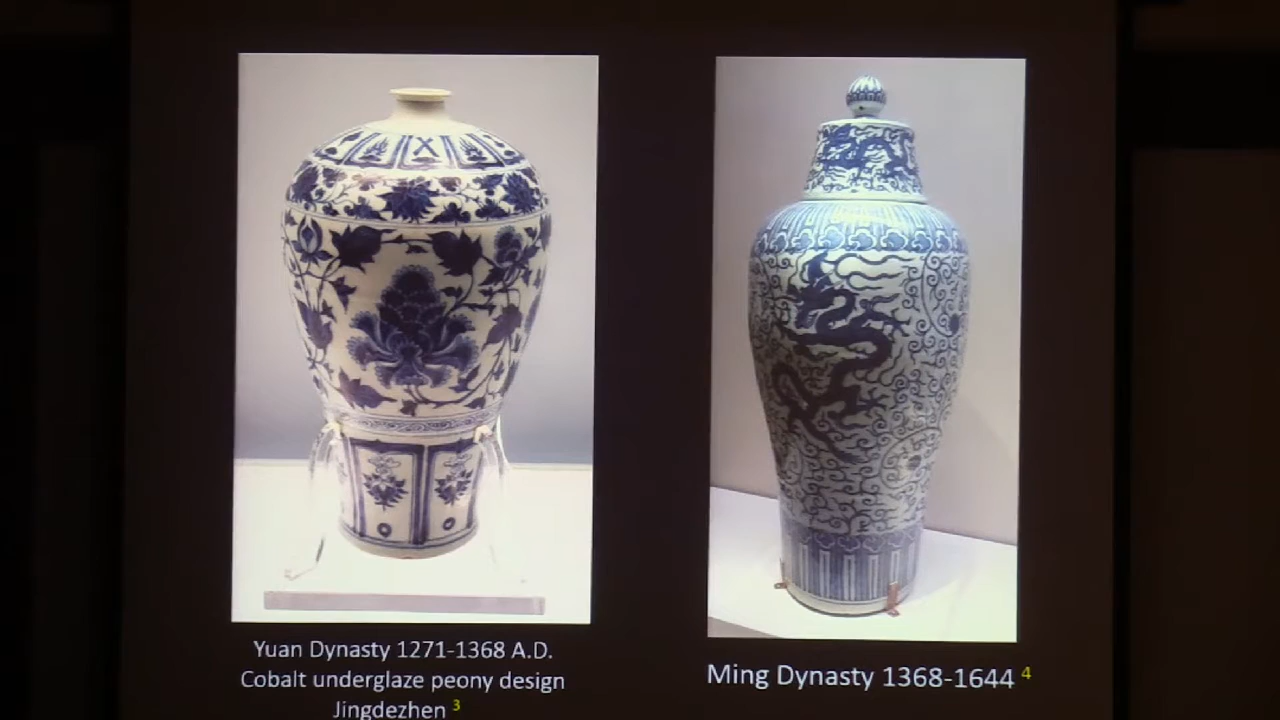 Yuan Dynasty 1271-1368 A.D.
Cobalt underglaze peony design
Jingdezhen 3
Ming Dynasty 1368-1644 4